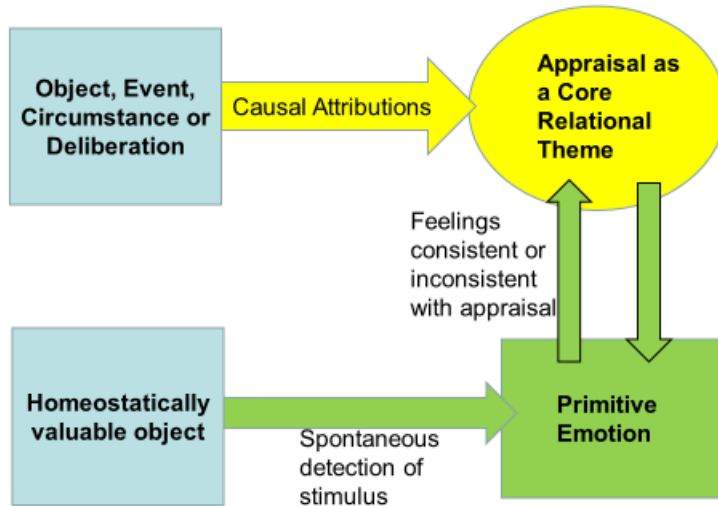 Object, Event,
Circumstance or
Deliberation
Causal Attributions
Appraisal as
a Core
Relational
Theme
Feelings
consistent or
inconsistent
with appraisal
Homeostatically
valuable object
Spontaneous
detection of
stimulus
Primitive
Emotion